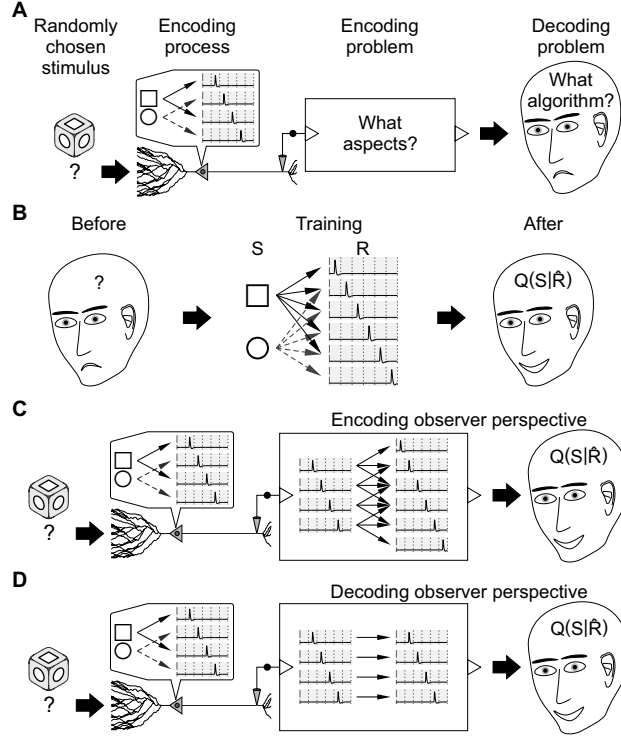 A
Randomly
chosen
stimulus
Encoding
process
Encoding
problem
Decoding
problem
?
What
aspects?
What
algorithm?
B
Before
Training
After
?
S
R
Q(S|R̂)
C
Encoding observer perspective
?
Q(S|R̂)
D
Decoding observer perspective
?
Q(S|R̂)